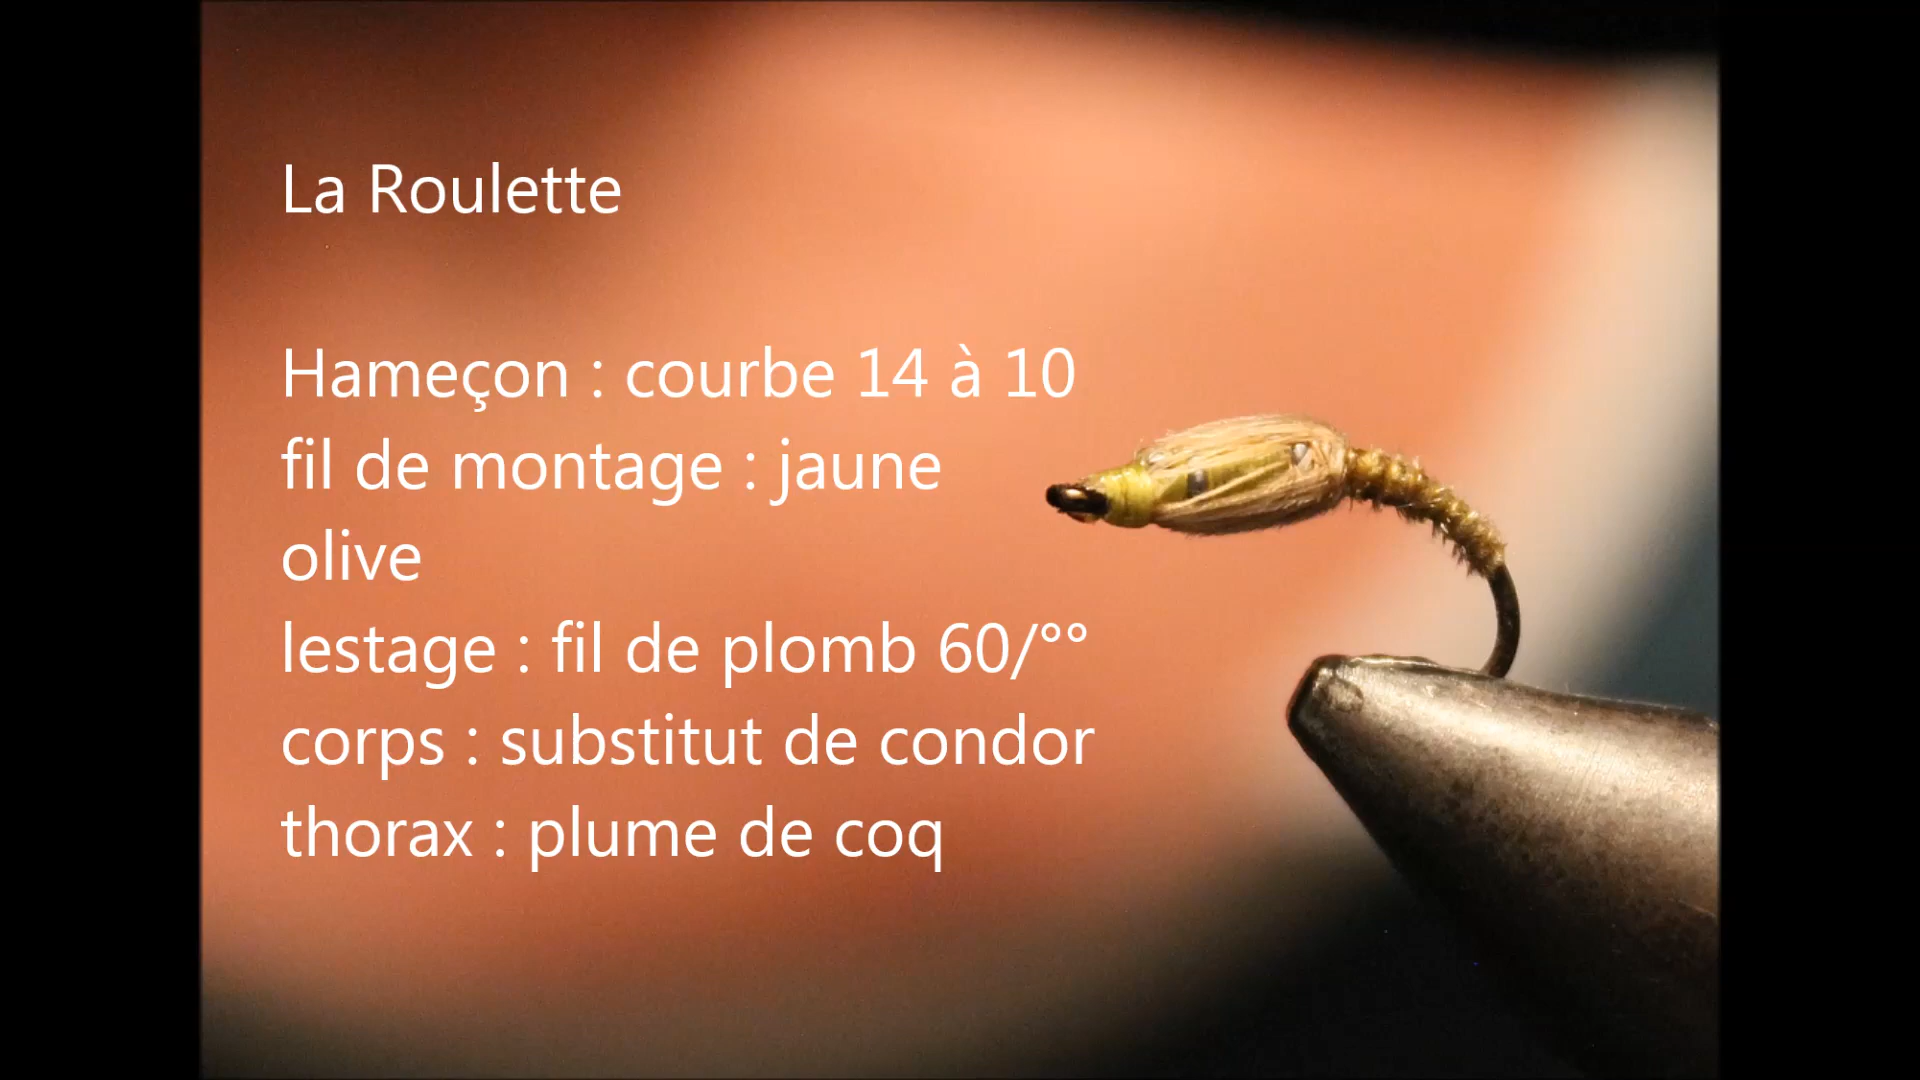 La Roulette
Hameçon : courbe 14 à 10
fil de montage : jaune
olive
lestage : fil de plomb 60/°°
corps : substitut de condor
thorax : plume de coq